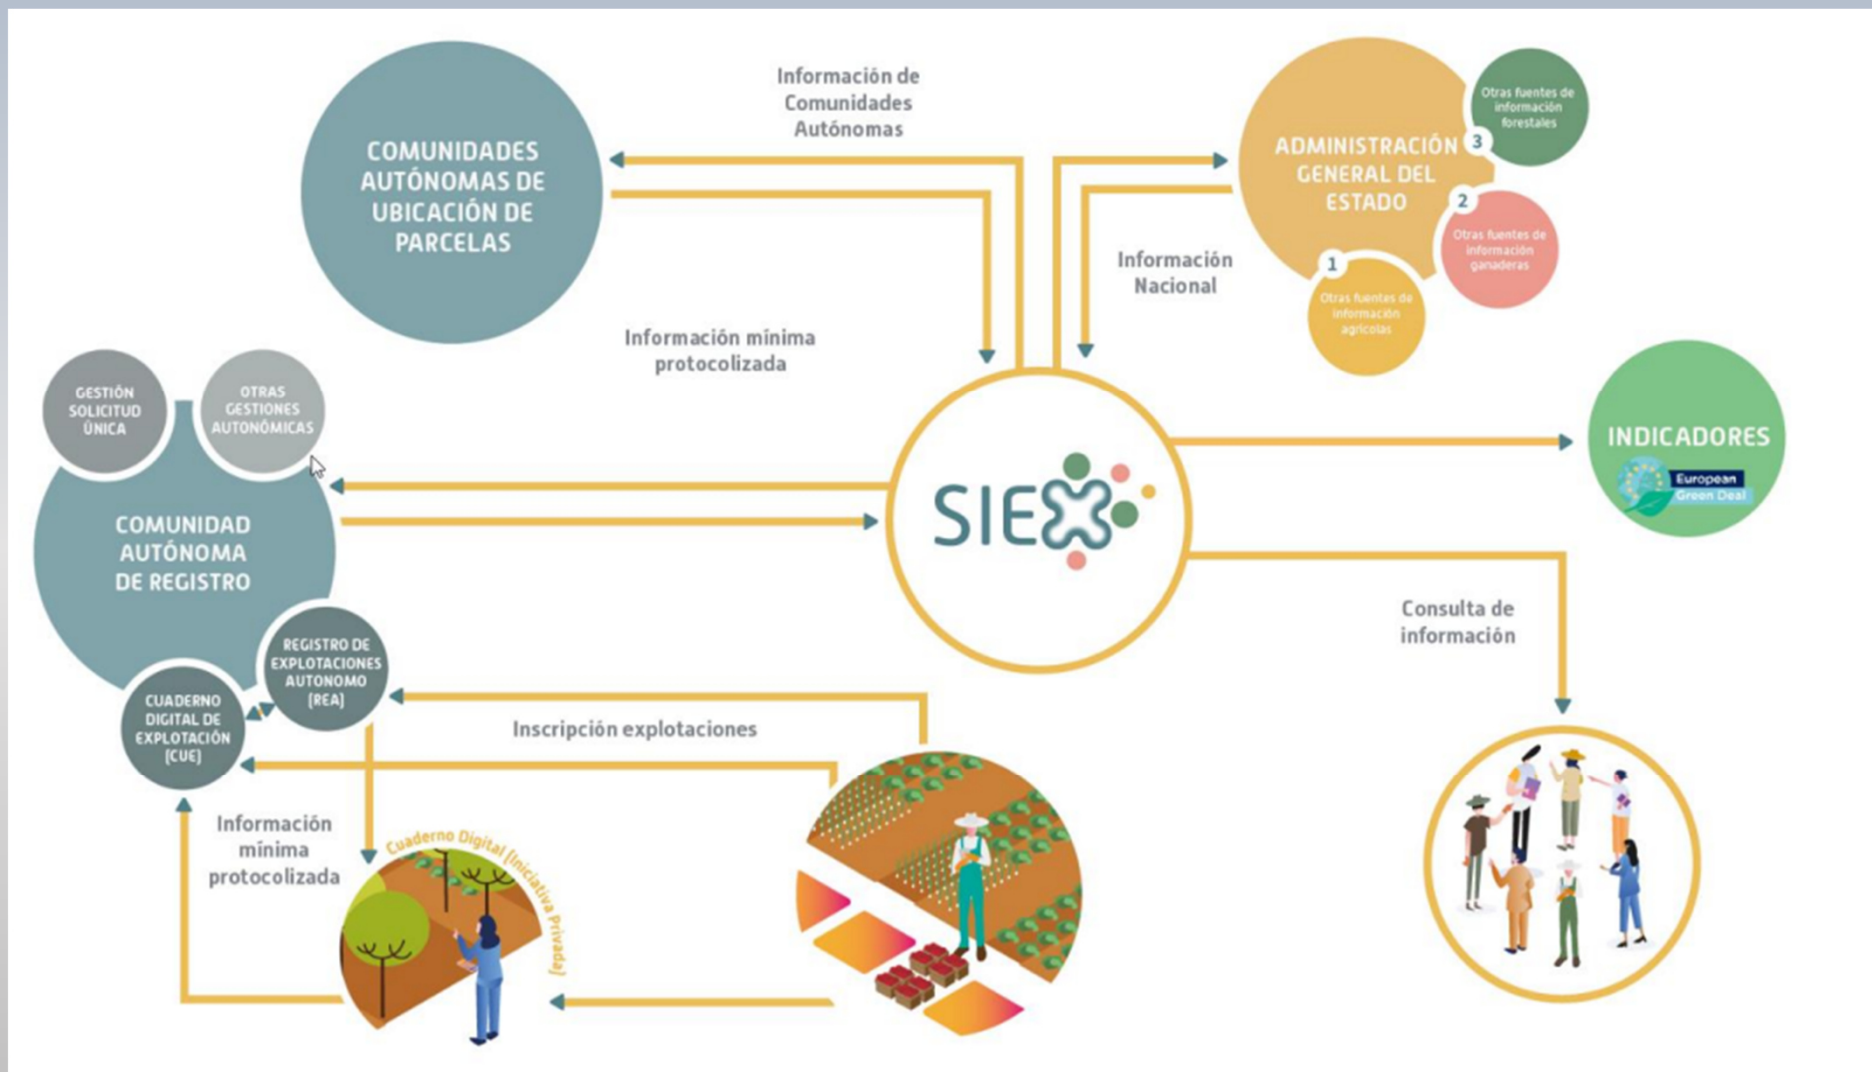 COMUNIDADES
AUTÓNOMAS DE
UBICACIÓN DE
PARCELAS
Información de
Comunidades
Autónomas
ADMINISTRACIÓN
GENERAL DEL
ESTADO
3
Otras fuentes de
información
forestales
2
Otras fuentes de
información
ganaderas
1
Otras fuentes de
información
agrícolas
Información
Nacional
Información mínima
protocolizada
GESTIÓN
SOLICITUD
ÚNICA
OTRAS
GESTIONES
AUTONÓMICAS
COMUNIDAD
AUTÓNOMA
DE REGISTRO
SIEX
INDICADORES
European
Green Deal
Consulta de
información
REGISTRO DE
EXPLOTACIONES
AUTONOMO
(REA)
CUADERNO
DIGITAL DE
EXPLOTACIÓN
(CUE)
Inscripción explotaciones
Información
mínima
protocolizada
Cuaderno Digital (Iniciativa Privada)